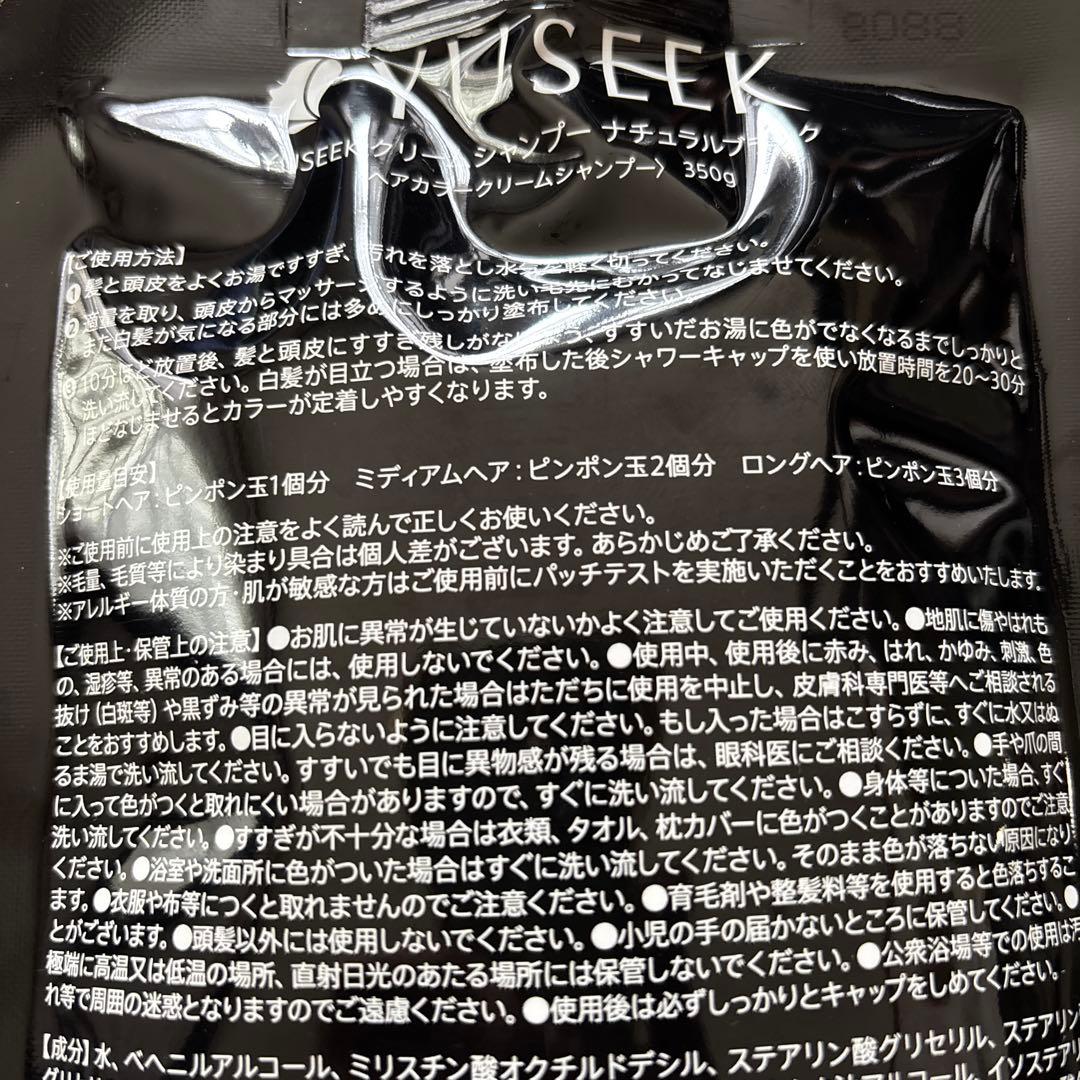 8088
YUSEEK
YUSEEK クリームシャンプー ナチュラルブラック
ヘアカラークリームシャンプー〉 350g
【ご使用方法】
❶髪と頭皮をよくお湯ですすぎ、汚れを落とし水気を軽く切ってください。
❷適量を取り、頭皮からマッサージするように洗い毛先にむかってなじませてください。
また白髪が気になる部分には多めにしっかり塗布してください。
❸10分ほど放置後、髪と頭皮にすすぎ残しがないよう、すすいだお湯に色がでなくなるまでしっかりと
洗い流してください。白髪が目立つ場合は、塗布した後シャワーキャップを使い放置時間を20〜30分
ほどなじませるとカラーが定着しやすくなります。
【使用量目安】
ショートヘア：ピンポン玉1個分 ミディアムヘア：ピンポン玉2個分 ロングヘア：ピンポン玉3個分
※ご使用前に使用上の注意をよく読んで正しくお使いください。
※毛量、毛質等により染まり具合は個人差がございます。あらかじめご了承ください。
※アレルギー体質の方・肌が敏感な方はご使用前にパッチテストを実施いただくことをおすすめいたします。
【ご使用上・保管上の注意】●お肌に異常が生じていないかよく注意してご使用ください。●地肌に傷やはれも
の、湿疹等、異常のある場合には、使用しないでください。●使用中、使用後に赤み、はれ、かゆみ、刺激、色
抜け（白斑等）や黒ずみ等の異常が見られた場合はただちに使用を中止し、皮膚科専門医等へご相談される
ことをおすすめします。●目に入らないように注意してください。もし入った場合はこすらずに、すぐに水又はぬ
るま湯で洗い流してください。すすいでも目に異物感が残る場合は、眼科医にご相談ください。●手や爪の間
に入って色がつくと取れにくい場合がありますので、すぐに洗い流してください。●身体等についた場合、すぐ
洗い流してください。●すすぎが不十分な場合は衣類、タオル、枕カバーに色がつくことがありますのでご注意
ください。●浴室や洗面所に色がついた場合はすぐに洗い流してください。そのまま色が落ちない原因になり
ます。●衣服や布等につくと取れませんのでご注意ください。●育毛剤や整髪料等を使用すると色落ちするこ
とがございます。●頭髪以外には使用しないでください。●小児の手の届かないところに保管してください。●
極端に高温又は低温の場所、直射日光のあたる場所には保管しないでください。●公衆浴場等での使用は汚
れ等で周囲の迷惑となりますのでご遠慮ください。●使用後は必ずしっかりとキャップをしめてください。
【成分】水、ベヘニルアルコール、ミリスチン酸オクチルドデシル、ステアリン酸グリセリル、ステアリン
アルコール、イソステアリ